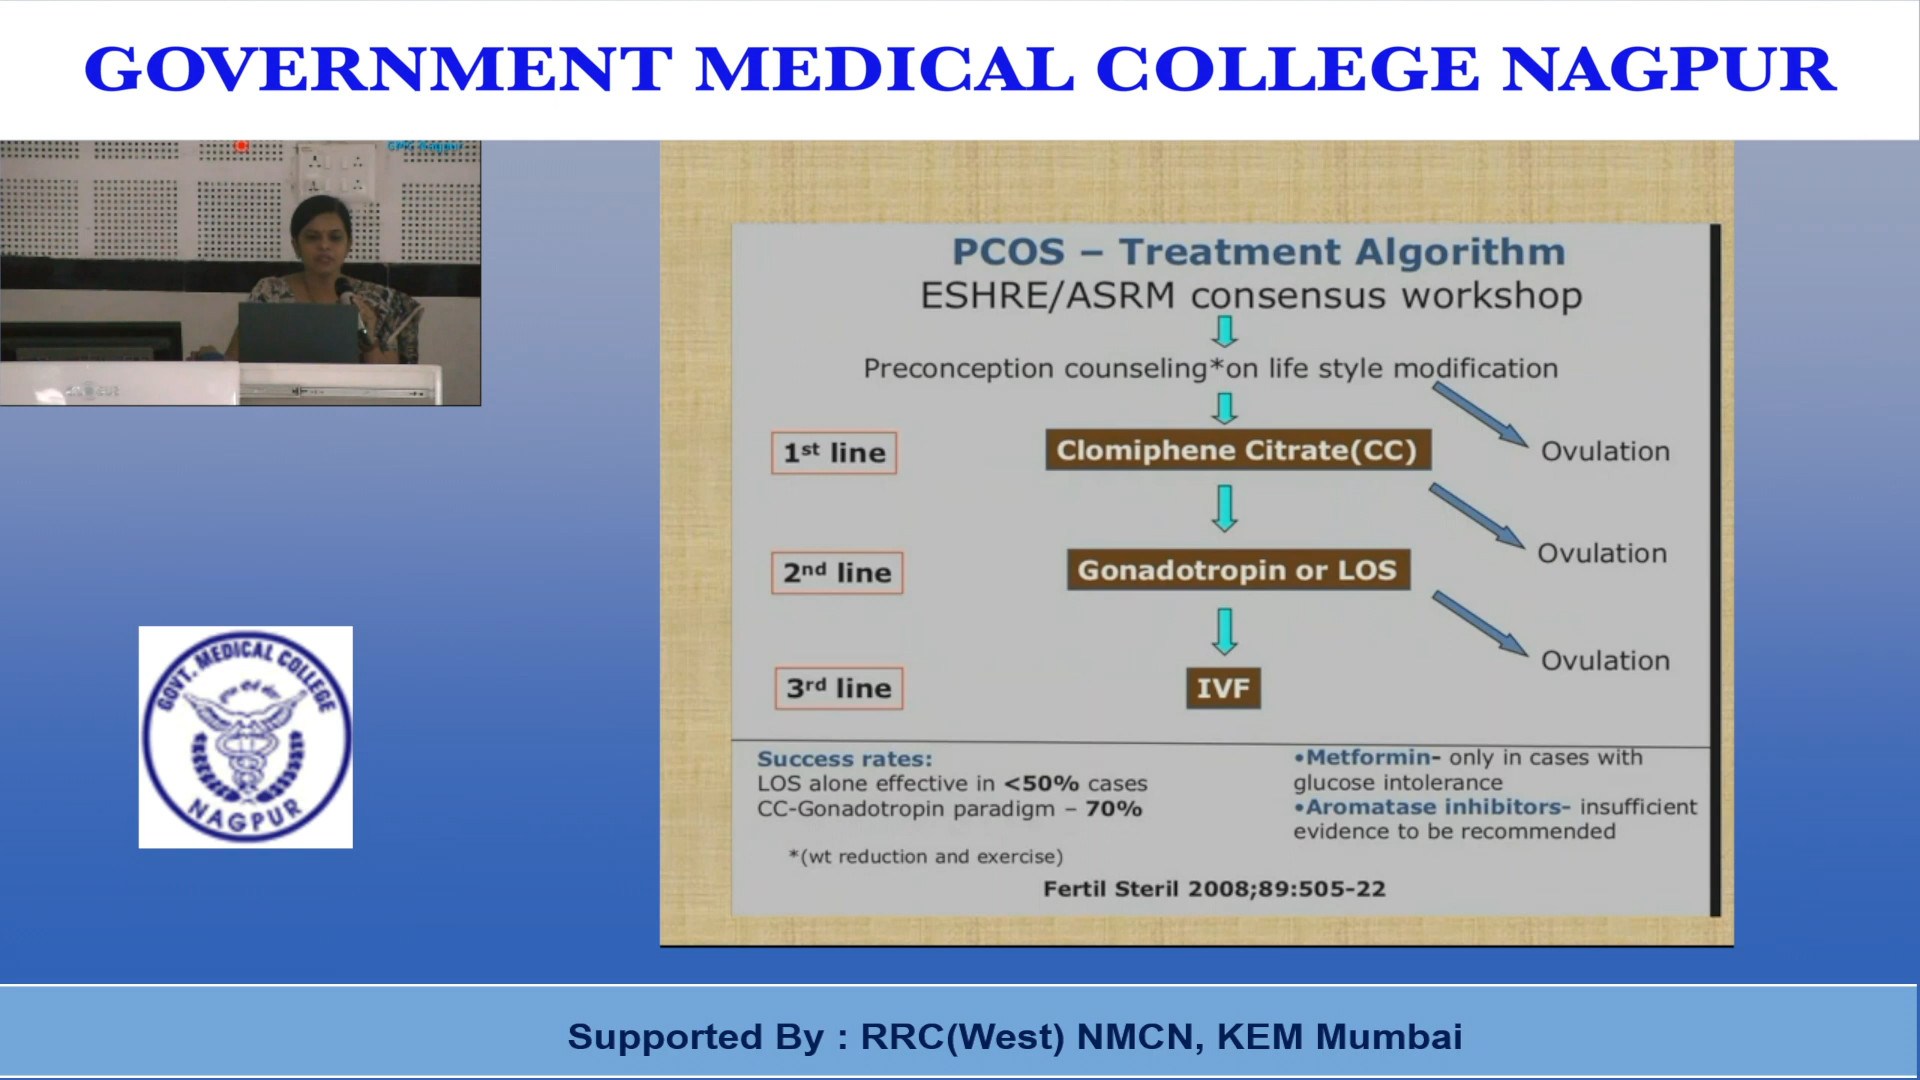 GOVERNMENT MEDICAL COLLEGE NAGPUR
GMC Nagpur
PCOS – Treatment Algorithm
ESHRE/ASRM consensus workshop
Preconception counseling*on life style modification
1st line
Clomiphene Citrate(CC)
Ovulation
Ovulation
2nd line
Gonadotropin or LOS
Ovulation
3rd line
IVF
Success rates:
LOS alone effective in <50% cases
CC-Gonadotropin paradigm – 70%
*(wt reduction and exercise)
•Metformin- only in cases with
glucose intolerance
•Aromatase inhibitors- insufficient
evidence to be recommended
Fertil Steril 2008;89:505-22
GOVT. MEDICAL COLLEGE
NAGPUR
Supported By : RRC(West) NMCN, KEM Mumbai